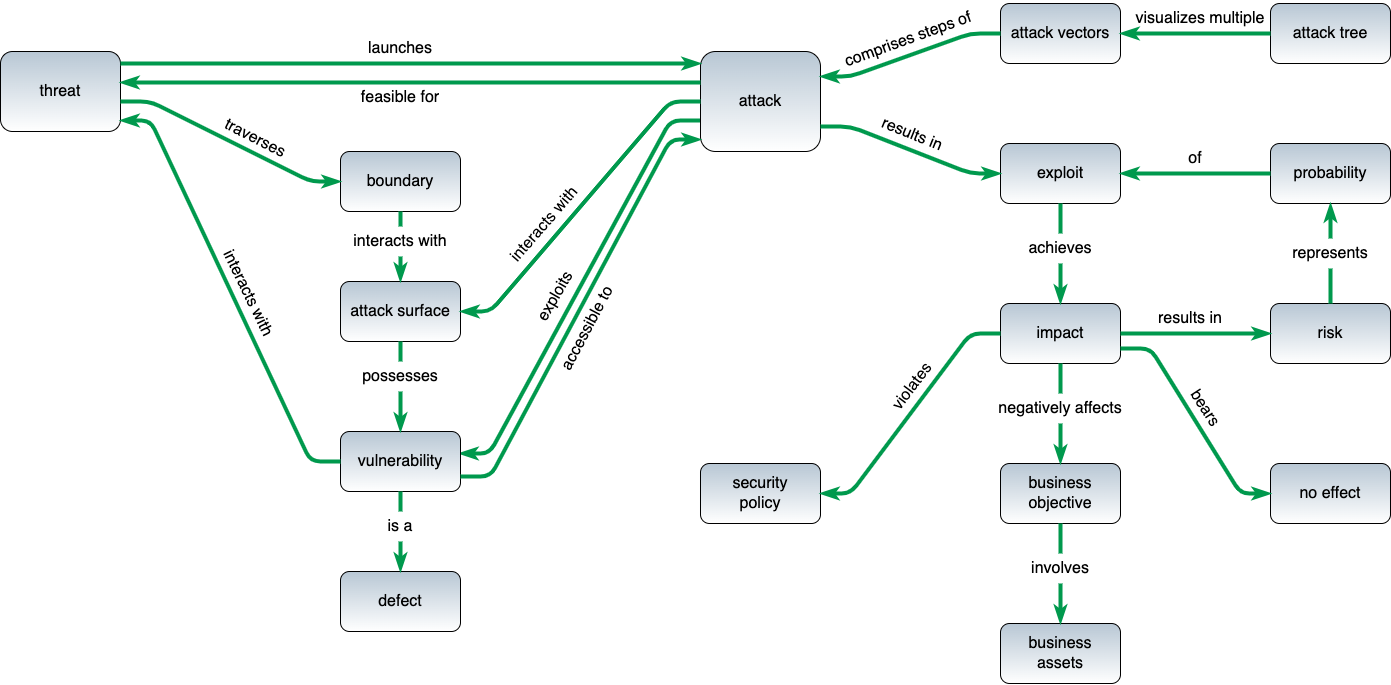 comprises steps of
attack vectors
visualizes multiple
attack tree
launches
threat
feasible for
attack
traverses
results in
boundary
exploit
of
probability
interacts with
interacts with
interacts with
achieves
represents
attack surface
exploits
accessible to
impact
results in
risk
possesses
violates
negatively affects
bears
vulnerability
security
policy
business
objective
no effect
is a
involves
defect
business
assets